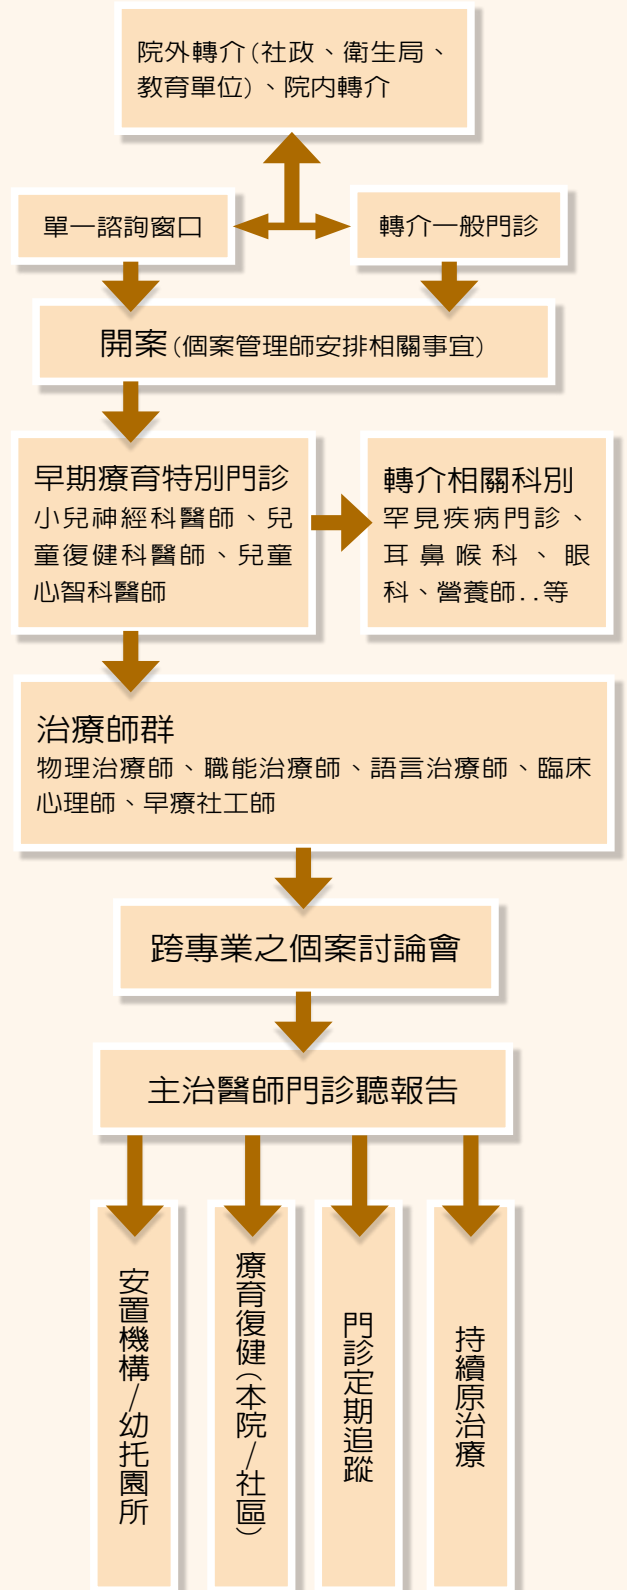 院外轉介(社政、衛生局、
教育單位)、院內轉介
單一諮詢窗口
轉介一般門診
開案(個案管理師安排相關事宜)
早期療育特別門診
小兒神經科醫師、兒
童復健科醫師、兒童
心智科醫師
轉介相關科別
罕見疾病門診、
耳鼻喉科、眼
科、營養師..等
治療師群
物理治療師、職能治療師、語言治療師、臨床
心理師、早療社工師
跨專業之個案討論會
主治醫師門診聽報告
安置機構/幼托園所
療育復健(本院/社區)
門診定期追蹤
持續原治療